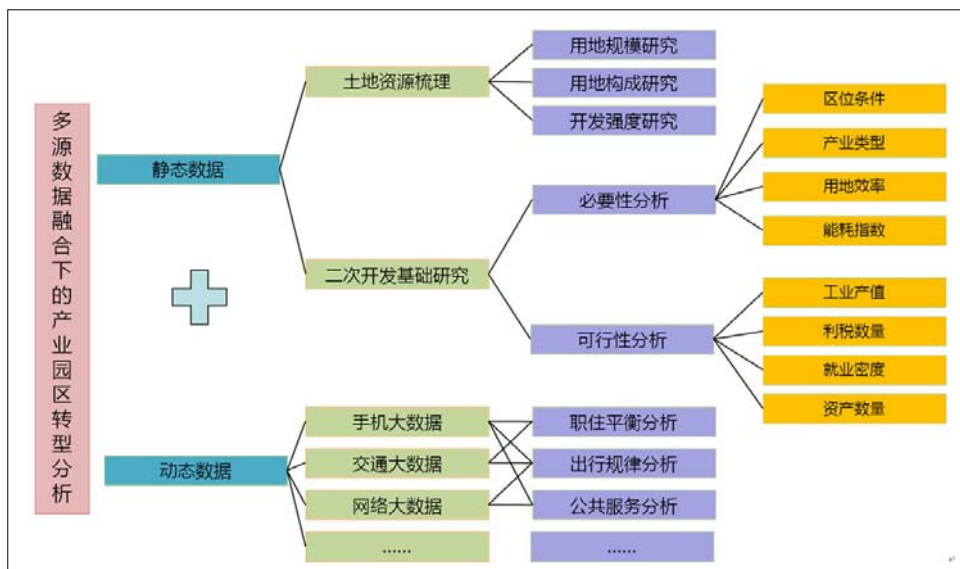 多源数据融合下的产业园区转型分析
静态数据
土地资源梳理
用地规模研究
用地构成研究
开发强度研究
二次开发基础研究
必要性分析
区位条件
产业类型
用地效率
能耗指数
可行性分析
工业产值
利税数量
就业密度
资产数量
动态数据
手机大数据
交通大数据
网络大数据
......
职住平衡分析
出行规律分析
公共服务分析
......